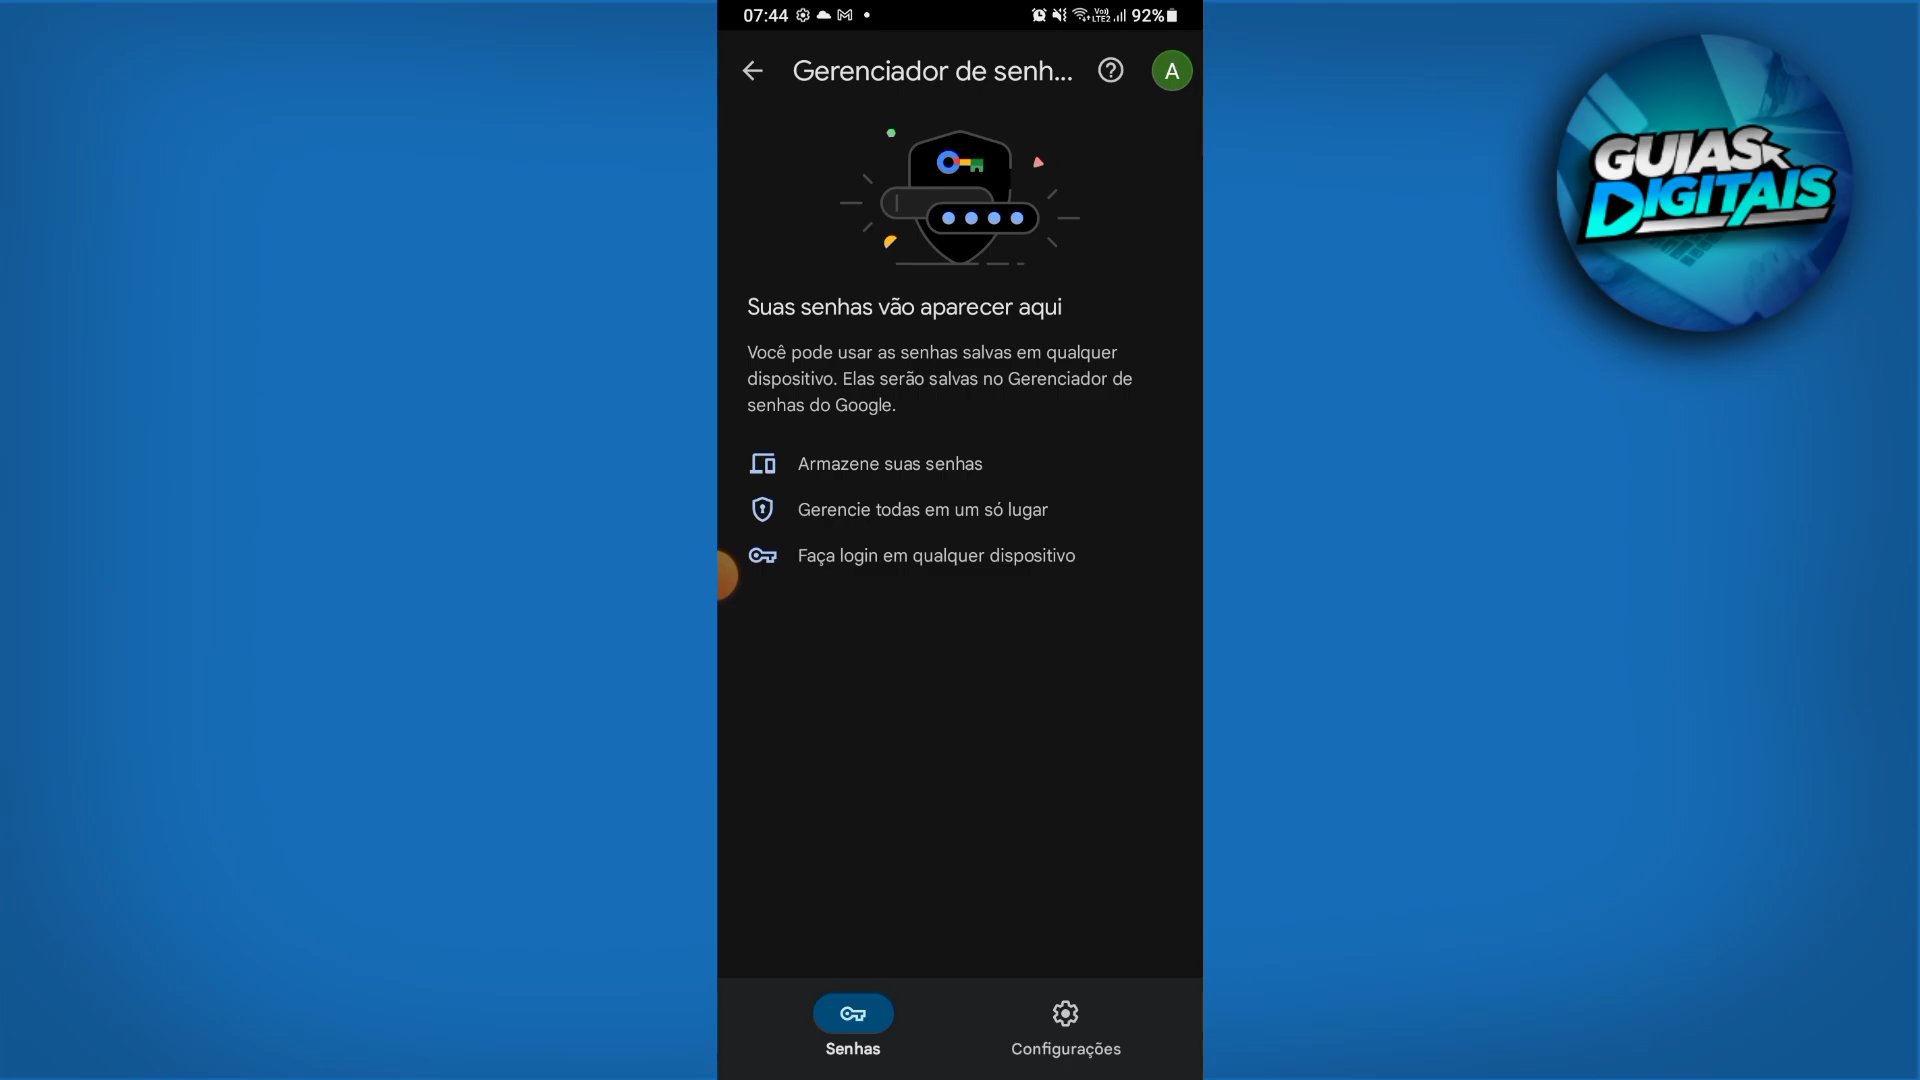 07:44
Vo) LTE2 92%
Gerenciador de senh...
A
GUIAS
DIGITAIS
Suas senhas vão aparecer aqui
Você pode usar as senhas salvas em qualquer
dispositivo. Elas serão salvas no Gerenciador de
senhas do Google.
Armazene suas senhas
Gerencie todas em um só lugar
Faça login em qualquer dispositivo
Senhas
Configurações